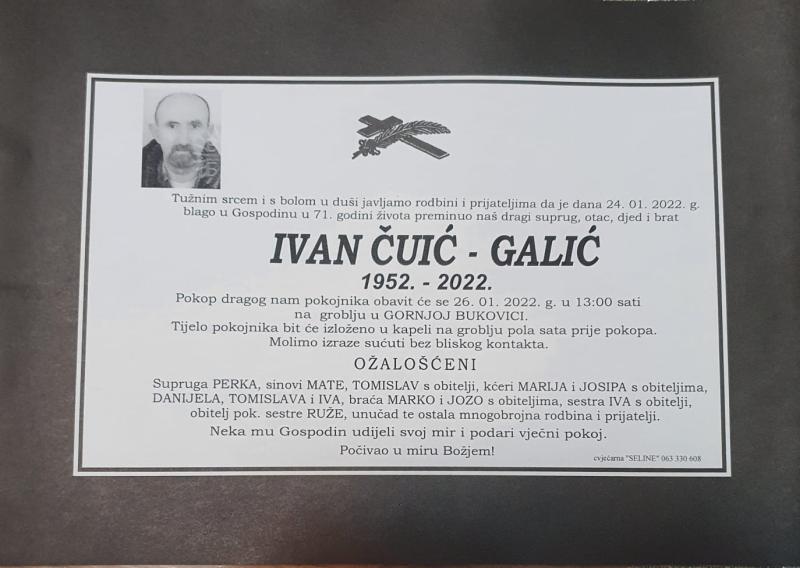 Tužnim srcem i s bolom u duši javljamo rodbini i prijateljima da je dana 24. 01. 2022. g.
blago u Gospodinu u 71. godini života preminuo naš dragi suprug, otac, djed i brat
IVAN ČUIĆ - GALIĆ
1952. - 2022.
Pokop dragog nam pokojnika obavit će se 26. 01. 2022. g. u 13:00 sati
na groblju u GORNJOJ BUKOVICI.
Tijelo pokojnika bit će izloženo u kapeli na groblju pola sata prije pokopa.
Molimo izraze sućuti bez bliskog kontakta.
OŽALOŠĆENI
Supruga PERKA, sinovi MATE, TOMISLAV s obitelji, kćeri MARIJA i JOSIPA s obiteljima,
DANIJELA, TOMISLAVA i IVA, braća MARKO i JOZO s obiteljima, sestra IVA s obitelji,
obitelj pok. sestre RUŽE, unučad te ostala mnogobrojna rodbina i prijatelji.
Neka mu Gospodin udijeli svoj mir i podari vječni pokoj.
Počivao u miru Božjem!
cvjećarna "SELINE" 063 330 608